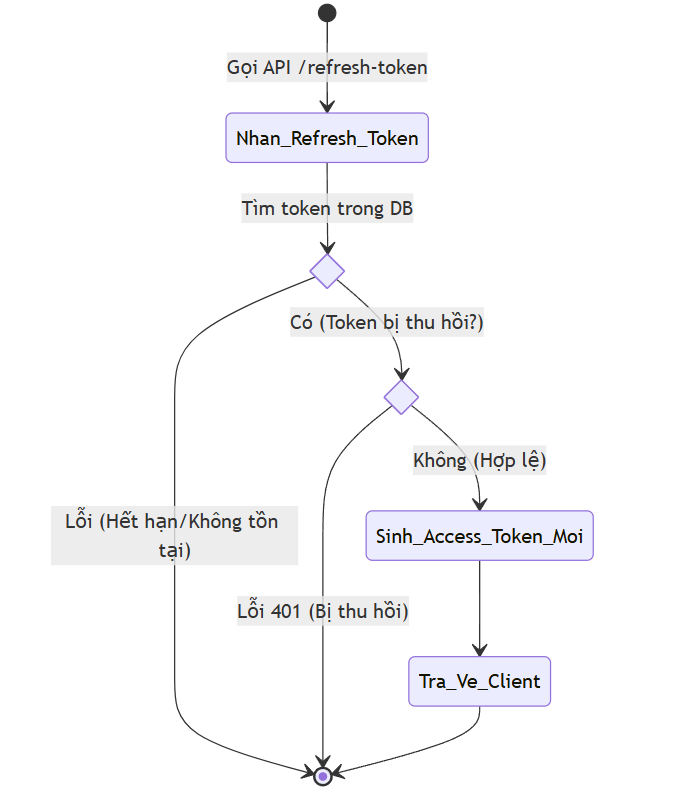 Gọi API /refresh-token
Nhan_Refresh_Token
Tìm token trong DB
Có (Token bị thu hồi?)
Không (Hợp lệ)
Lỗi (Hết hạn/Không tồn
tại)
Sinh_Access_Token_Moi
Lỗi 401 (Bị thu hồi)
Tra_Ve_Client